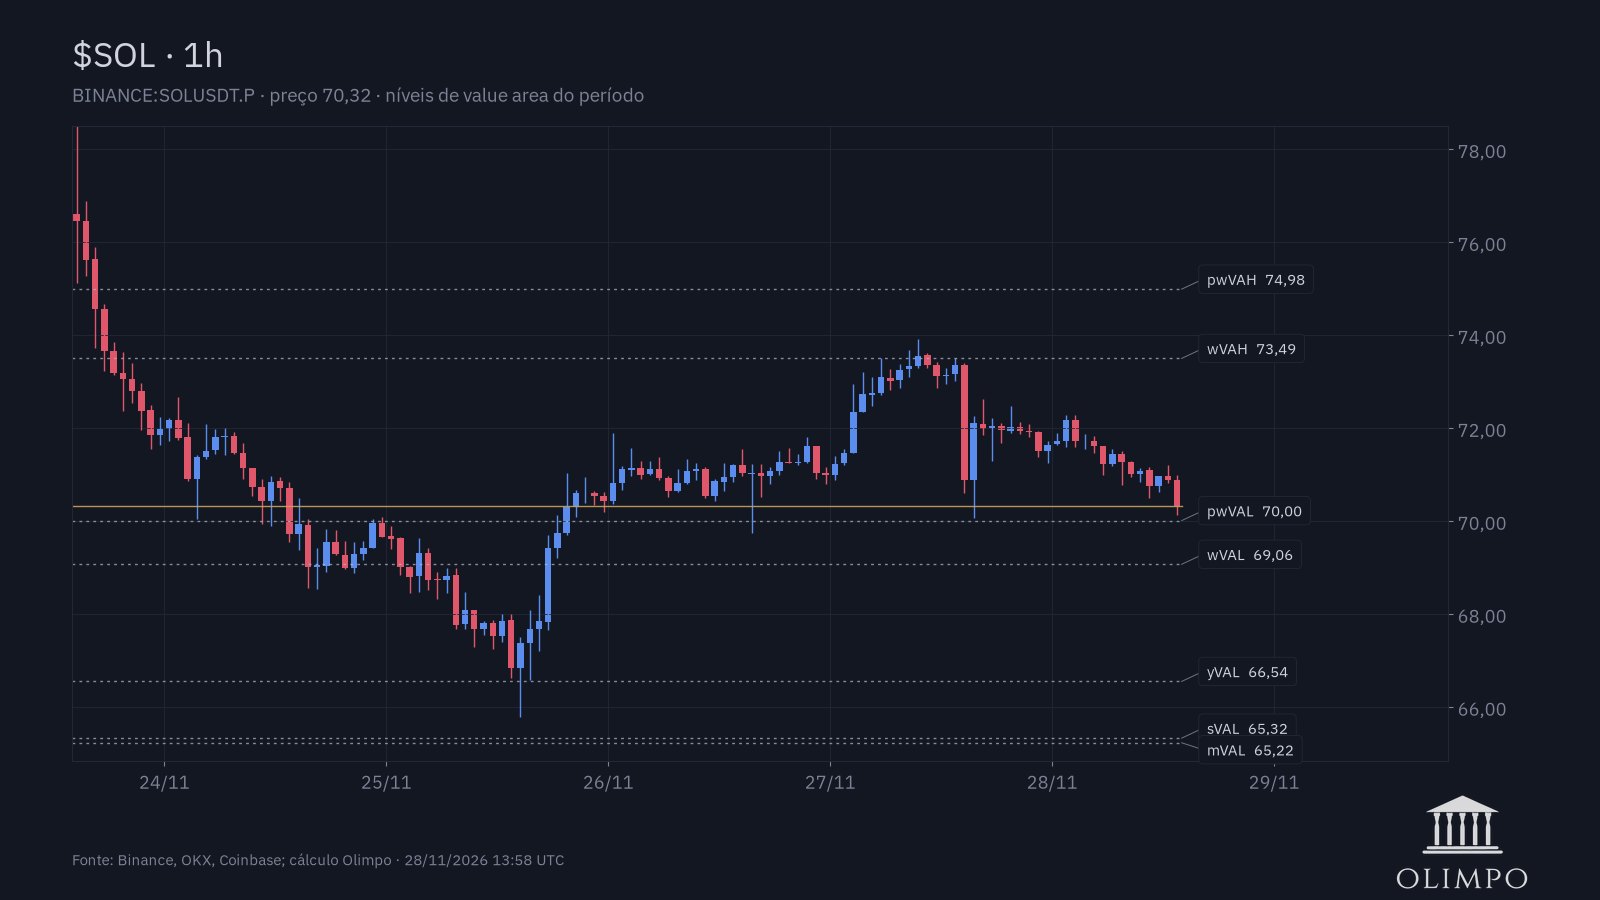 $SOL · 1h
BINANCE:SOLUSDT.P · preço 70,32 · níveis de value area do período
78,00
76,00
pwVAH 74,98
74,00
wVAH 73,49
72,00
pwVAL 70,00
70,00
wVAL 69,06
68,00
yVAL 66,54
66,00
sVAL 65,32
mVAL 65,22
24/11 25/11 26/11 27/11 28/11 29/11
Fonte: Binance, OKX, Coinbase; cálculo Olimpo · 28/11/2026 13:58 UTC
OLIMPO